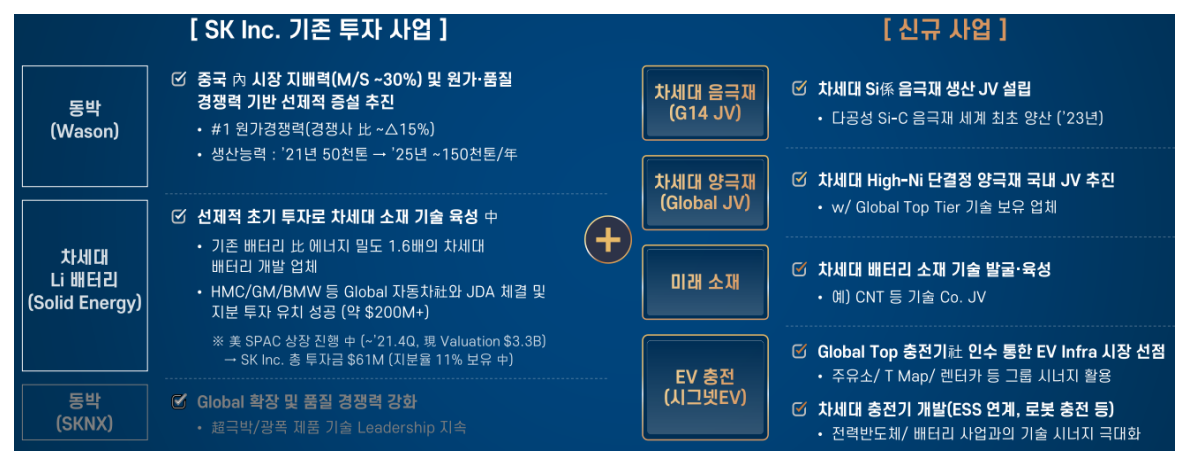 [ SK Inc. 기존 투자 사업 ]
동박
(Wason)
중국 內 시장 지배력(M/S ~30%) 및 원가·품질
경쟁력 기반 선제적 증설 추진
• #1 원가경쟁력(경쟁사 比 ~△15%)
• 생산능력 : ’21년 50천톤 → ’25년 ~150천톤/年
차세대
Li 배터리
(Solid Energy)
선제적 초기 투자로 차세대 소재 기술 육성 中
• 기존 배터리 比 에너지 밀도 1.6배의 차세대
배터리 개발 업체
• HMC/GM/BMW 등 Global 자동차社와 JDA 체결 및
지분 투자 유치 성공 (약 $200M+)
※ 美 SPAC 상장 진행 中 (~’21.4Q, 現 Valuation $3.3B)
→ SK Inc. 총 투자금 $61M (지분율 11% 보유 中)
동박
(SKNX)
Global 확장 및 품질 경쟁력 강화
• 超극박/광폭 제품 기술 Leadership 지속
+
[ 신규 사업 ]
차세대 음극재
(G14 JV)
차세대 Si係 음극재 생산 JV 설립
• 다공성 Si-C 음극재 세계 최초 양산 (’23년)
차세대 양극재
(Global JV)
차세대 High-Ni 단결정 양극재 국내 JV 추진
• w/ Global Top Tier 기술 보유 업체
미래 소재
차세대 배터리 소재 기술 발굴·육성
• 예) CNT 등 기술 Co. JV
EV 충전
(시그넷EV)
Global Top 충전기社 인수 통한 EV Infra 시장 선점
• 주유소/ T Map/ 렌터카 등 그룹 시너지 활용
차세대 충전기 개발(ESS 연계, 로봇 충전 등)
• 전력반도체/ 배터리 사업과의 기술 시너지 극대화